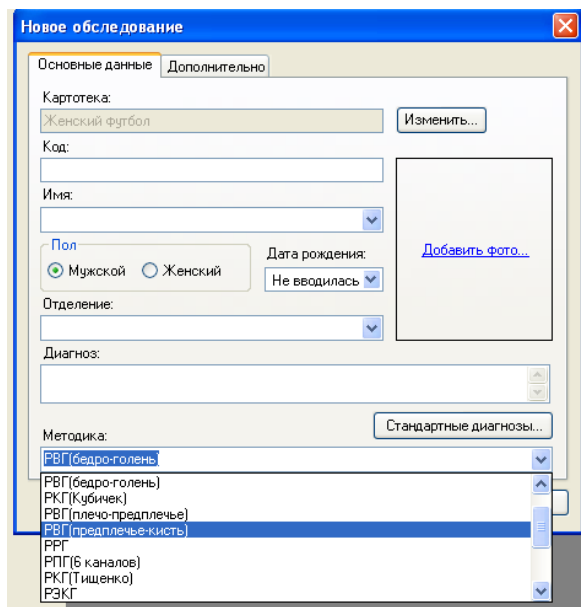 Новое обследование
Основные данные Дополнительно
Картотека:
Женский футбол Изменить...
Код:
Имя:
Добавить фото...
Пол Дата рождения:
Мужской Женский Не вводилась
Отделение:
Диагноз:
Стандартные диагнозы...
Методика:
РВГ(бедро-голень)
РВГ(бедро-голень)
РКГ(Кубичек)
РВГ(плечо-предплечье)
РВГ(предплечье-кисть)
РРГ
РПГ(6 каналов)
РКГ(Тищенко)
РЭКГ